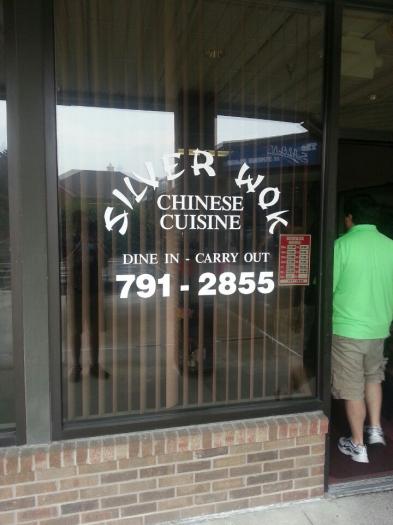 SILVER WOK
CHINESE
CUISINE
DINE IN - CARRY OUT
791-2855